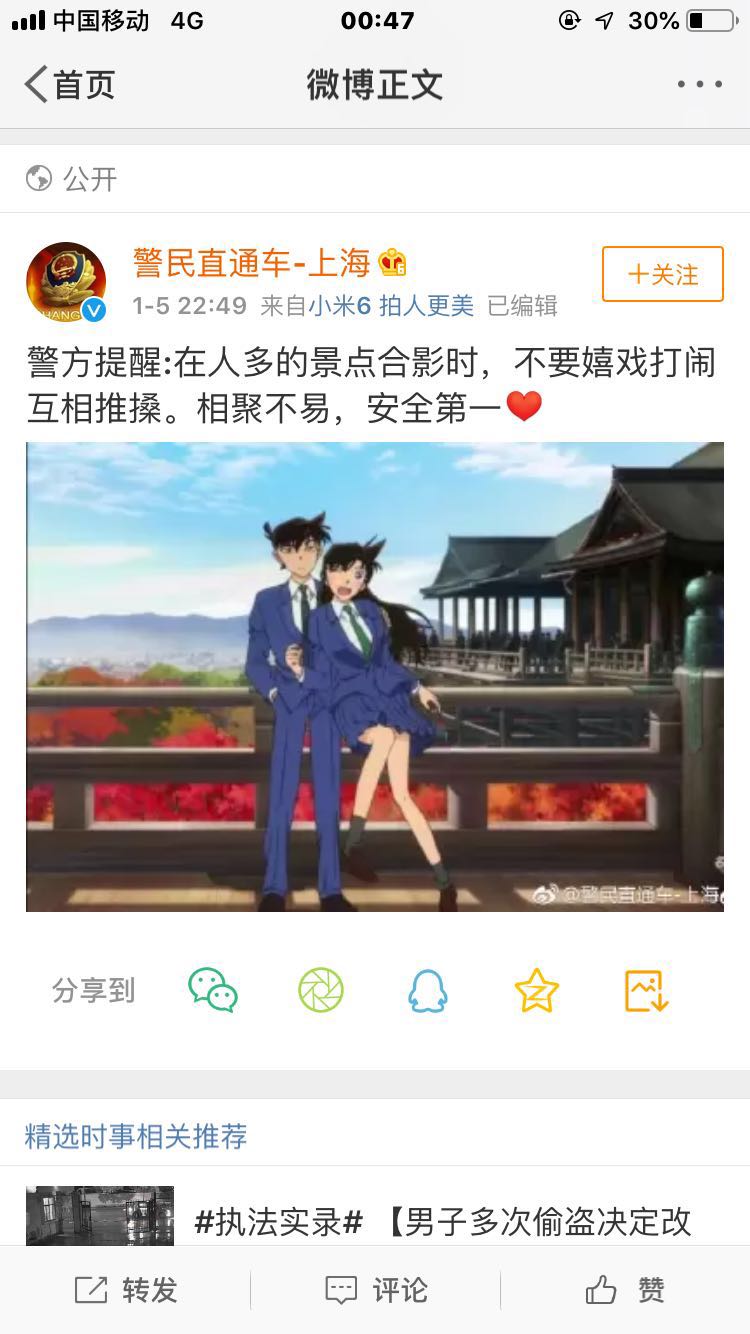 中国移动 4G 00:47 30%
首页 微博正文
公开
警民直通车-上海
+关注
1-5 22:49 来自小米6 拍人更美 已编辑
警方提醒:在人多的景点合影时，不要嬉戏打闹
互相推搡。相聚不易，安全第一
@警民直通车-上海
分享到
精选时事相关推荐
#执法实录# 【男子多次偷盗决定改
转发 评论 赞